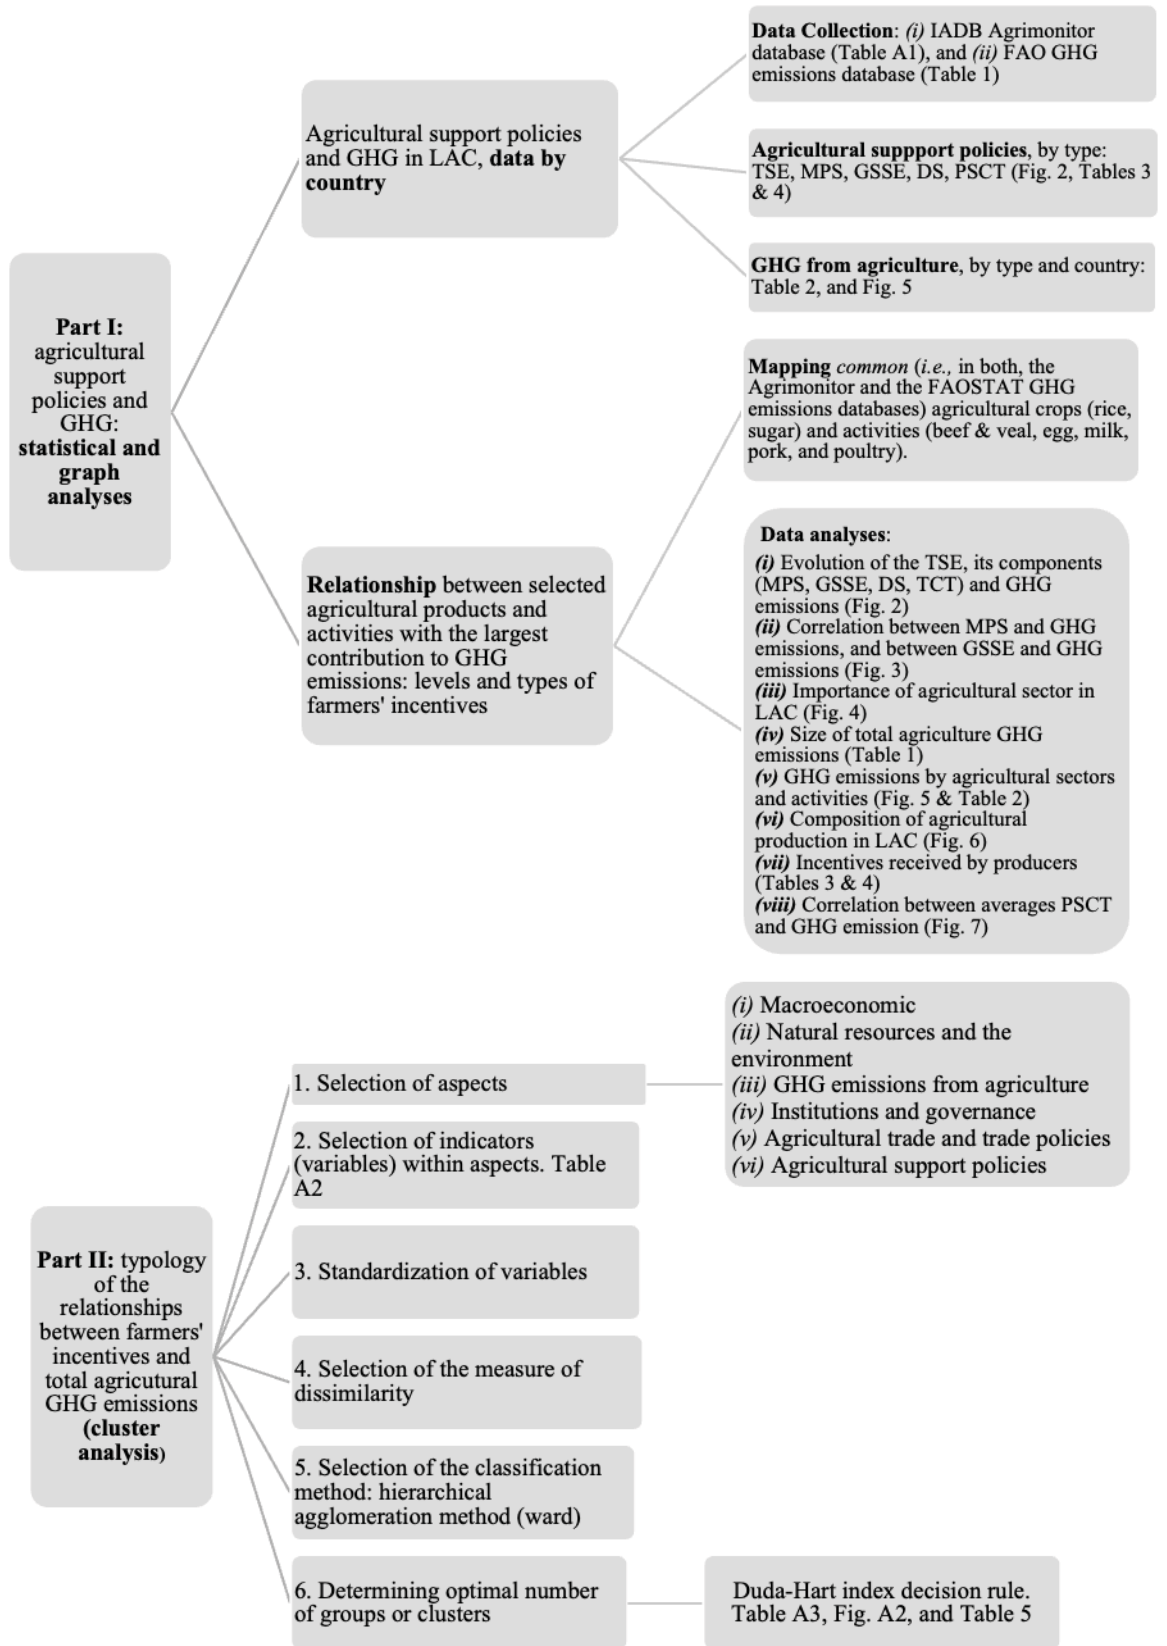 Part I:
agricultural
support
policies and
GHG:
statistical and
graph
analyses
Agricultural support policies
and GHG in LAC, data by
country
Data Collection: (i) IADB Agrimonitor
database (Table A1), and (ii) FAO GHG
emissions database (Table 1)
Agricultural suppport policies, by type:
TSE, MPS, GSSE, DS, PSCT (Fig. 2, Tables 3
& 4)
GHG from agriculture, by type and country:
Table 2, and Fig. 5
Relationship between selected
agricultural products and
activities with the largest
contribution to GHG
emissions: levels and types of
farmers' incentives
Mapping common (i.e., in both, the
Agrimonitor and the FAOSTAT GHG
emissions databases) agricultural crops (rice,
sugar) and activities (beef & veal, egg, milk,
pork, and poultry).
Data analyses:
(i) Evolution of the TSE, its components
(MPS, GSSE, DS, TCT) and GHG
emissions (Fig. 2)
(ii) Correlation between MPS and GHG
emissions, and between GSSE and GHG
emissions (Fig. 3)
(iii) Importance of agricultural sector in
LAC (Fig. 4)
(iv) Size of total agriculture GHG
emissions (Table 1)
(v) GHG emissions by agricultural sectors
and activities (Fig. 5 & Table 2)
(vi) Composition of agricultural
production in LAC (Fig. 6)
(vii) Incentives received by producers
(Tables 3 & 4)
(viii) Correlation between averages PSCT
and GHG emission (Fig. 7)
Part II: typology
of the
relationships
between farmers'
incentives and
total agricutural
GHG emissions
(cluster
analysis)
1. Selection of aspects
(i) Macroeconomic
(ii) Natural resources and the
environment
(iii) GHG emissions from agriculture
(iv) Institutions and governance
(v) Agricultural trade and trade policies
(vi) Agricultural support policies
2. Selection of indicators
(variables) within aspects. Table
A2
3. Standardization of variables
4. Selection of the measure of
dissimilarity
5. Selection of the classification
method: hierarchical
agglomeration method (ward)
6. Determining optimal number
of groups or clusters
Duda-Hart index decision rule.
Table A3, Fig. A2, and Table 5